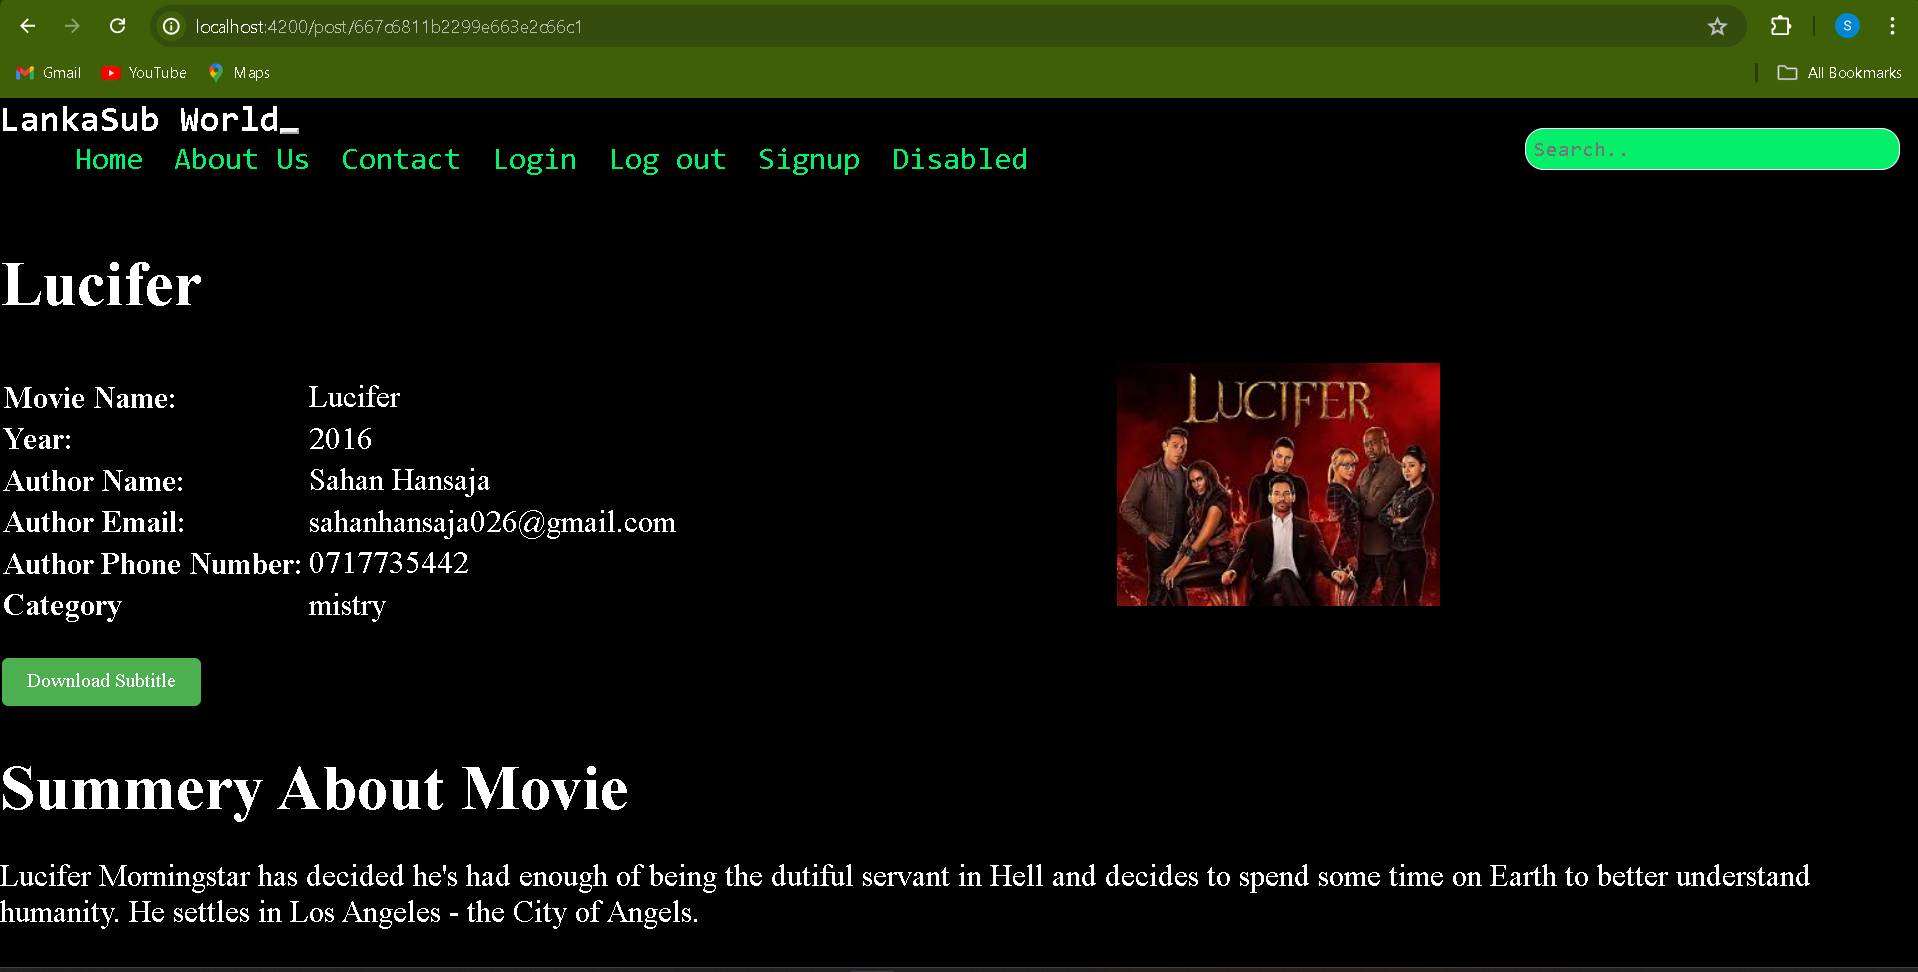 localhost:4200/post/667c6811b2299e663e2c66c1
S
Gmail YouTube Maps All Bookmarks
LankaSub World_
Home About Us Contact Login Log out Signup Disabled
Search..
Lucifer
LUCIFER
Movie Name: Lucifer
Year: 2016
Author Name: Sahan Hansaja
Author Email: sahanhansaja026@gmail.com
Author Phone Number: 0717735442
Category mistry
Download Subtitle
Summery About Movie
Lucifer Morningstar has decided he's had enough of being the dutiful servant in Hell and decides to spend some time on Earth to better understand
humanity. He settles in Los Angeles - the City of Angels.